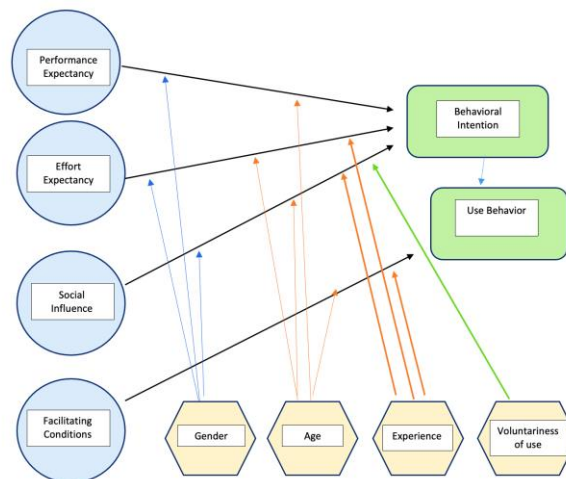 Performance
Expectancy
Behavioral
Intention
Effort
Expectancy
Use Behavior
Social
Influence
Facilitating
Conditions
Gender
Age
Experience
Voluntariness
of use